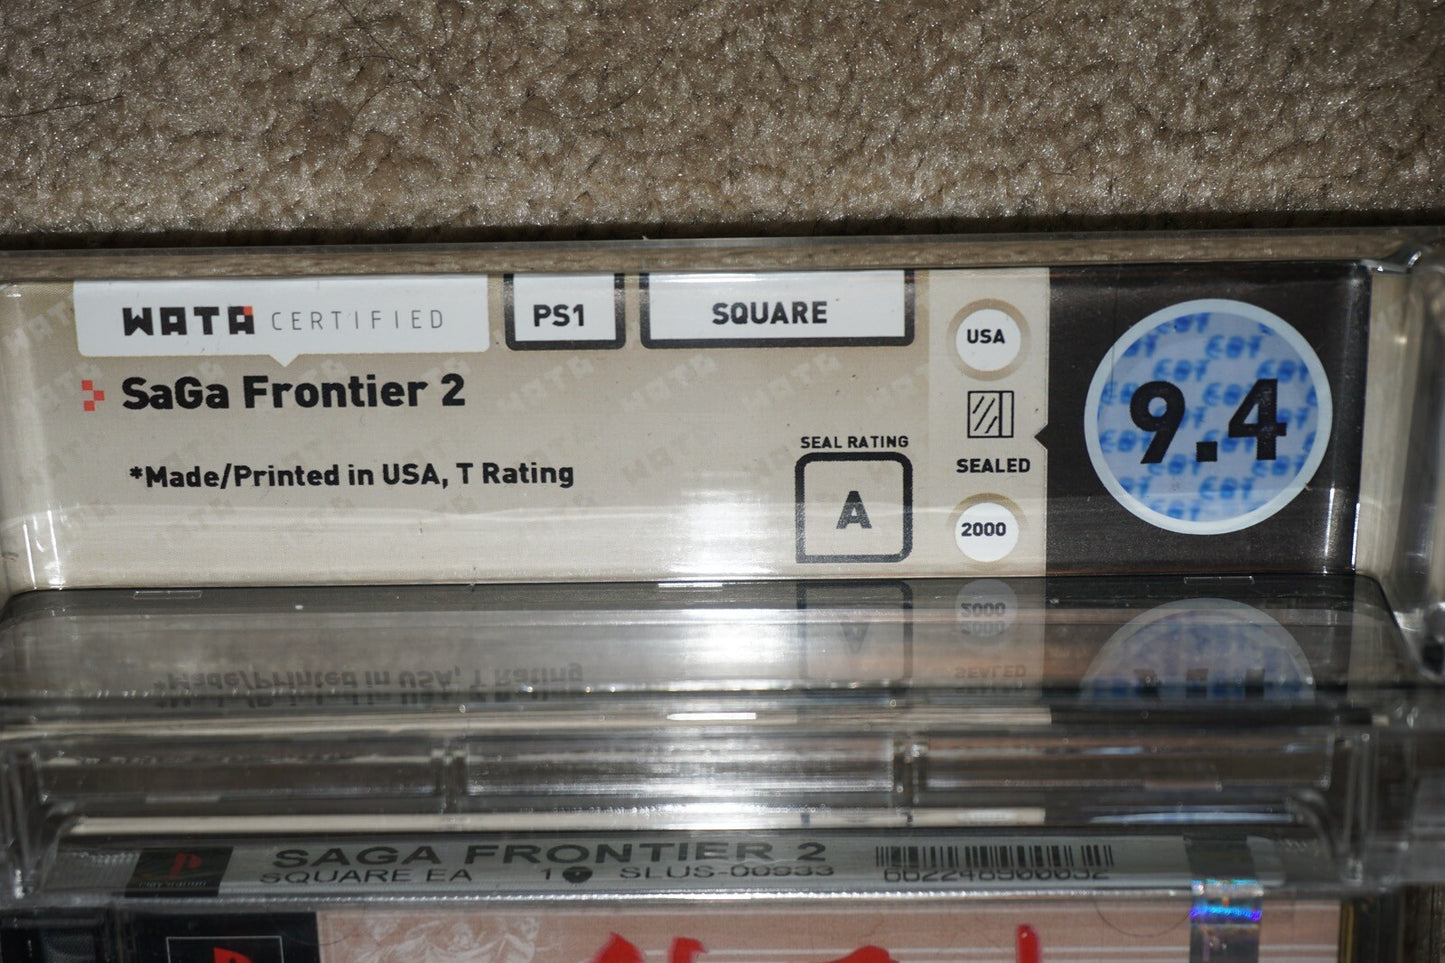 WATA CERTIFIED
PS1
SQUARE
USA
SaGa Frontier 2
*Made/Printed in USA, T Rating
SEAL RATING
A
SEALED
2000
9.4
SAGA FRONTIER 2
SQUARE EA 1 SLUS-00933